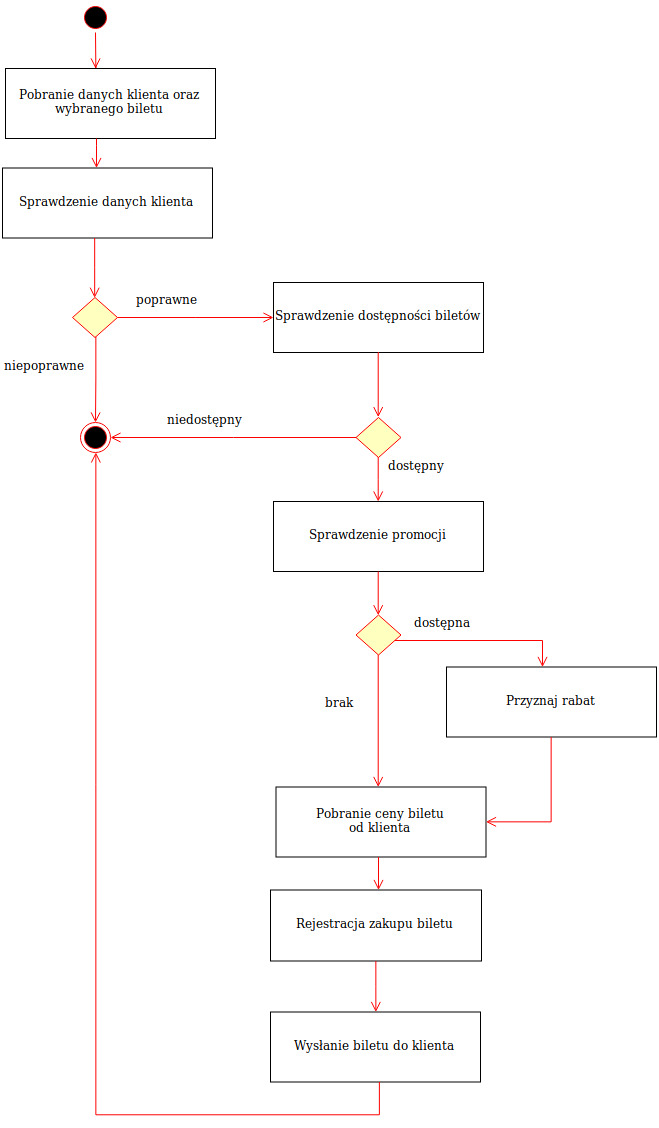 Pobranie danych klienta oraz
wybranego biletu
Sprawdzenie danych klienta
poprawne
Sprawdzenie dostępności biletów
niepoprawne
niedostępny
dostępny
Sprawdzenie promocji
dostępna
Przyznaj rabat
brak
Pobranie ceny biletu
od klienta
Rejestracja zakupu biletu
Wysłanie biletu do klienta